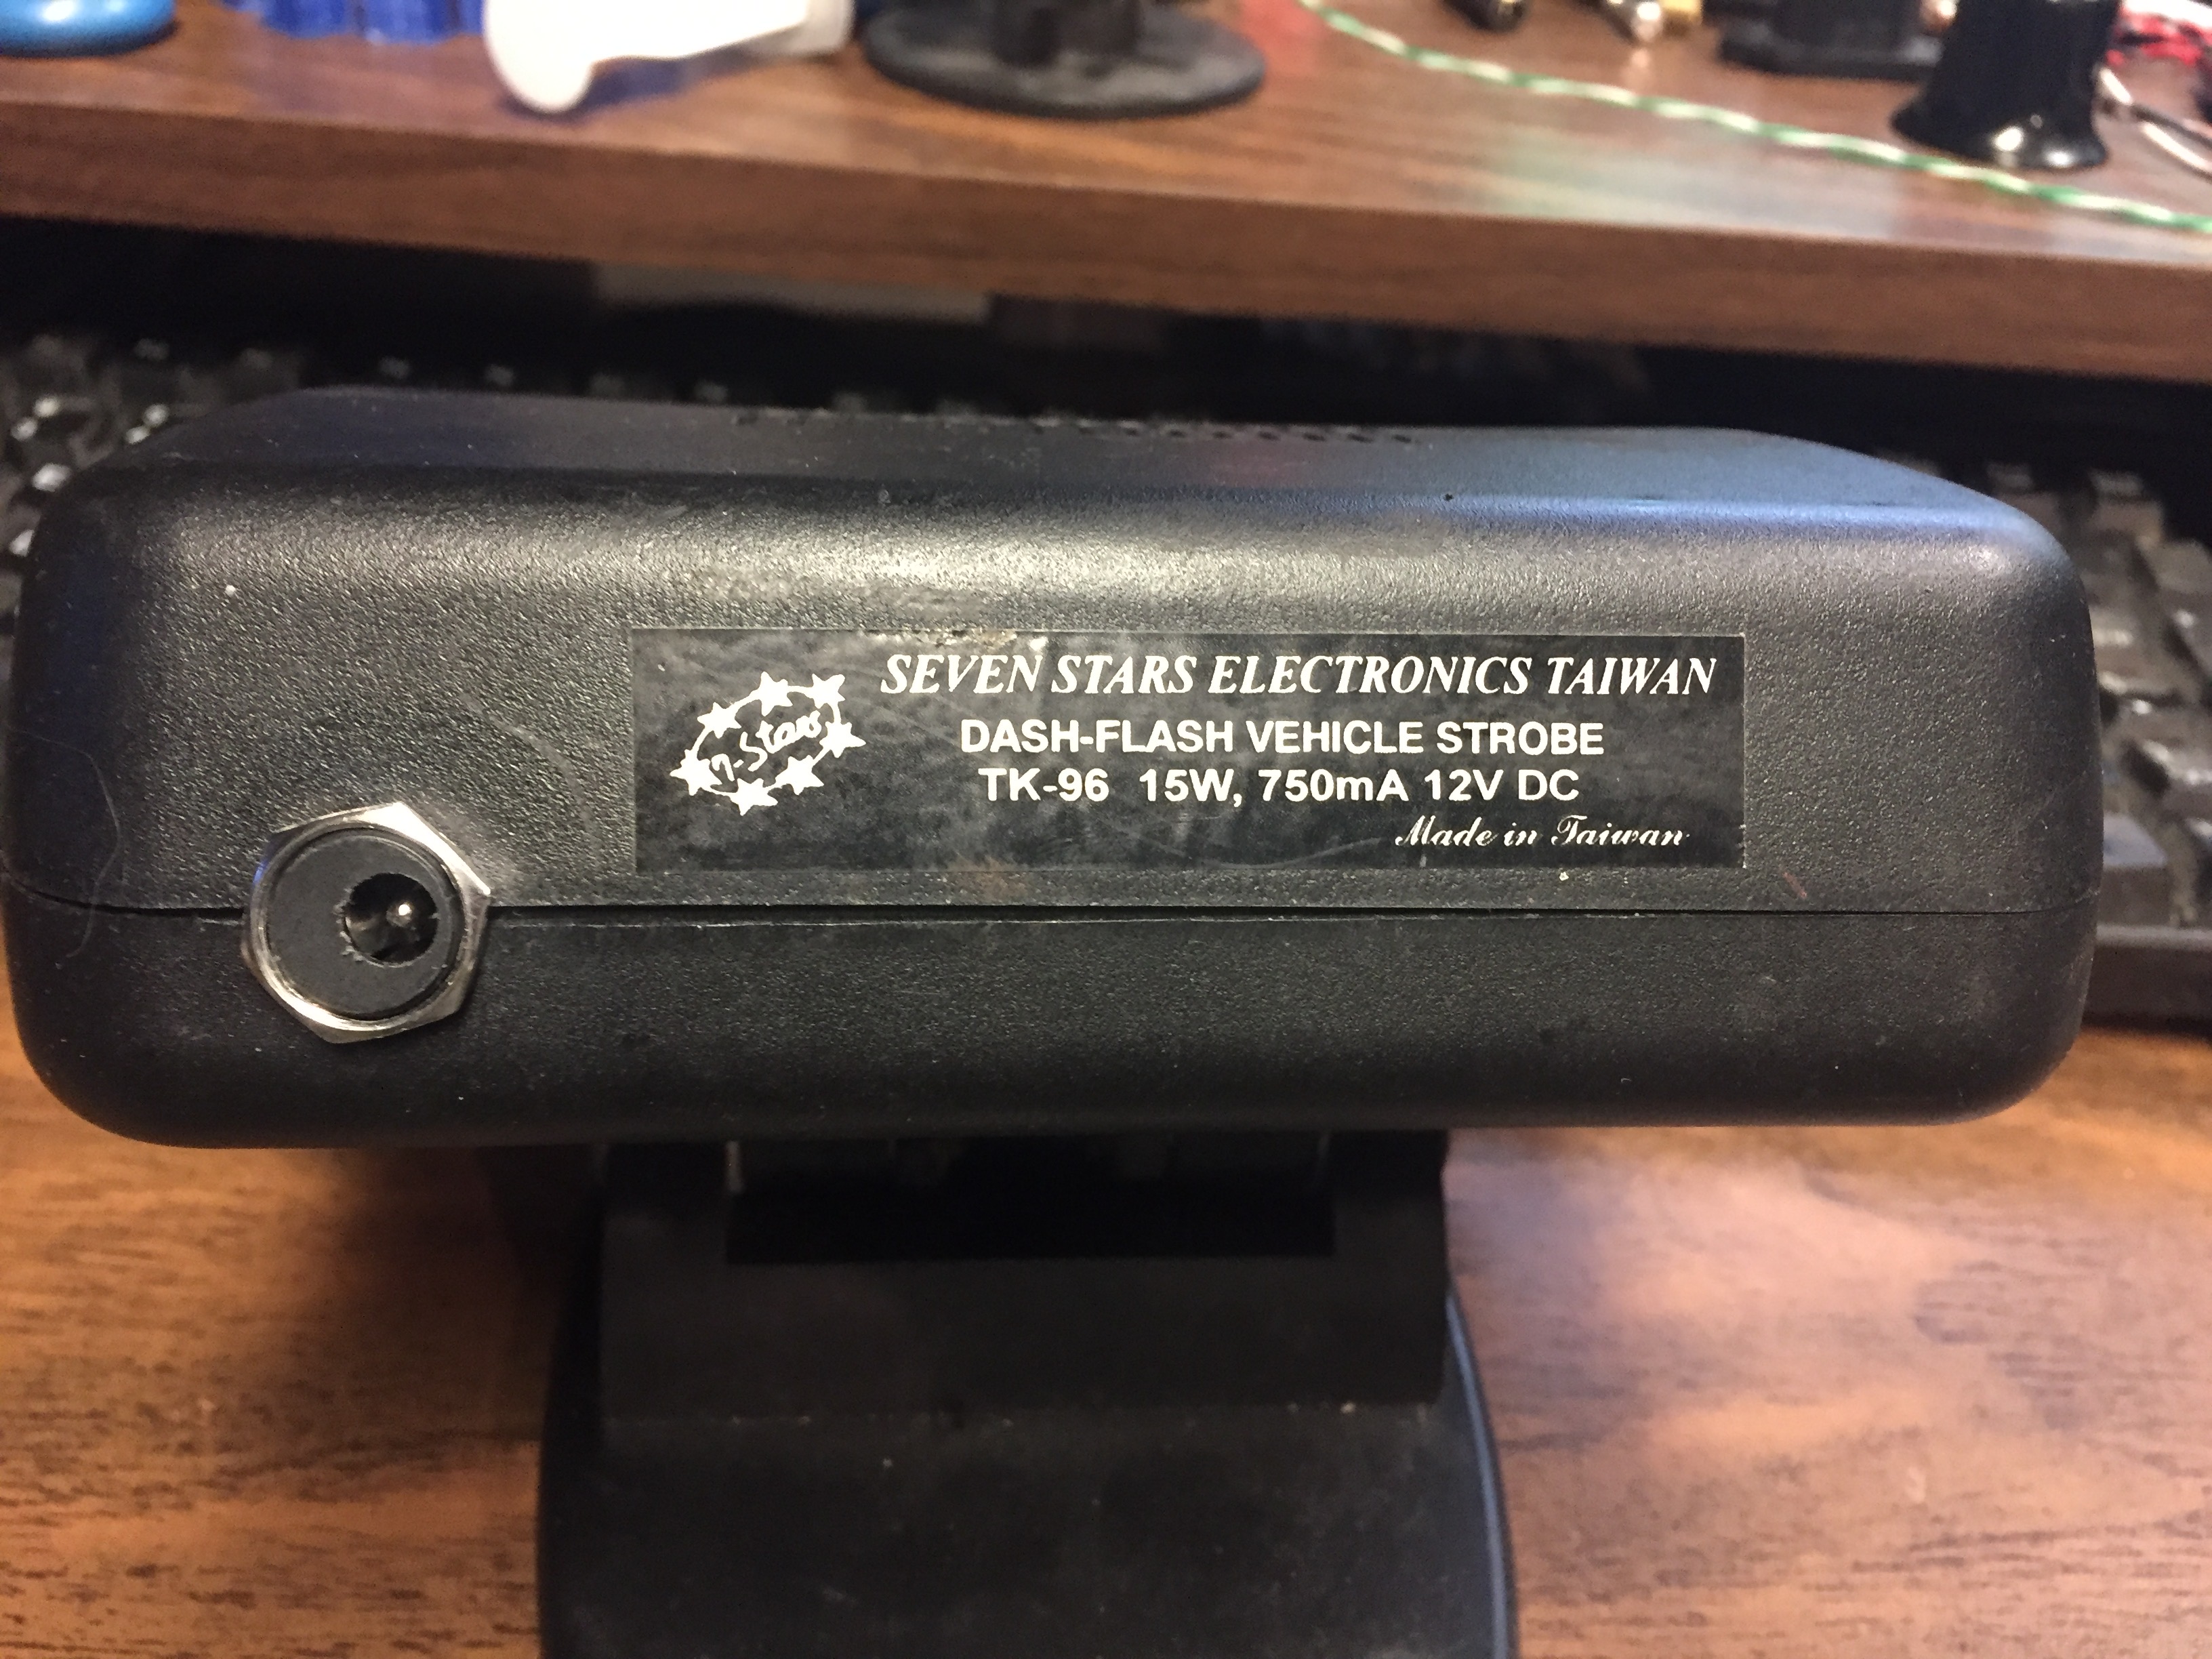 SEVEN STARS ELECTRONICS TAIWAN
7-Stars
DASH-FLASH VEHICLE STROBE
TK-96 15W, 750mA 12V DC
Made in Taiwan